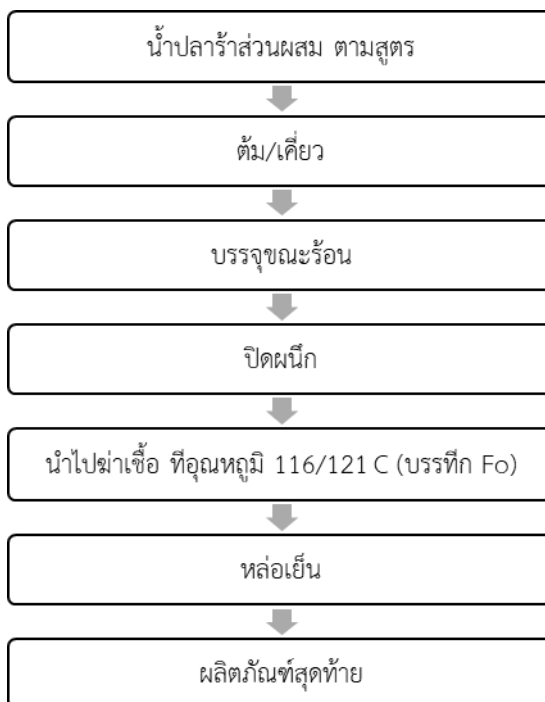 น้ำปลาร้าส่วนผสม ตามสูตร
ต้ม/เคี่ยว
บรรจุขณะร้อน
ปิดผนึก
นำไปฆ่าเชื้อ ที่อุณหถูมิ 116/121 C (บรรทึก Fo)
หล่อเย็น
ผลิตภัณฑ์สุดท้าย